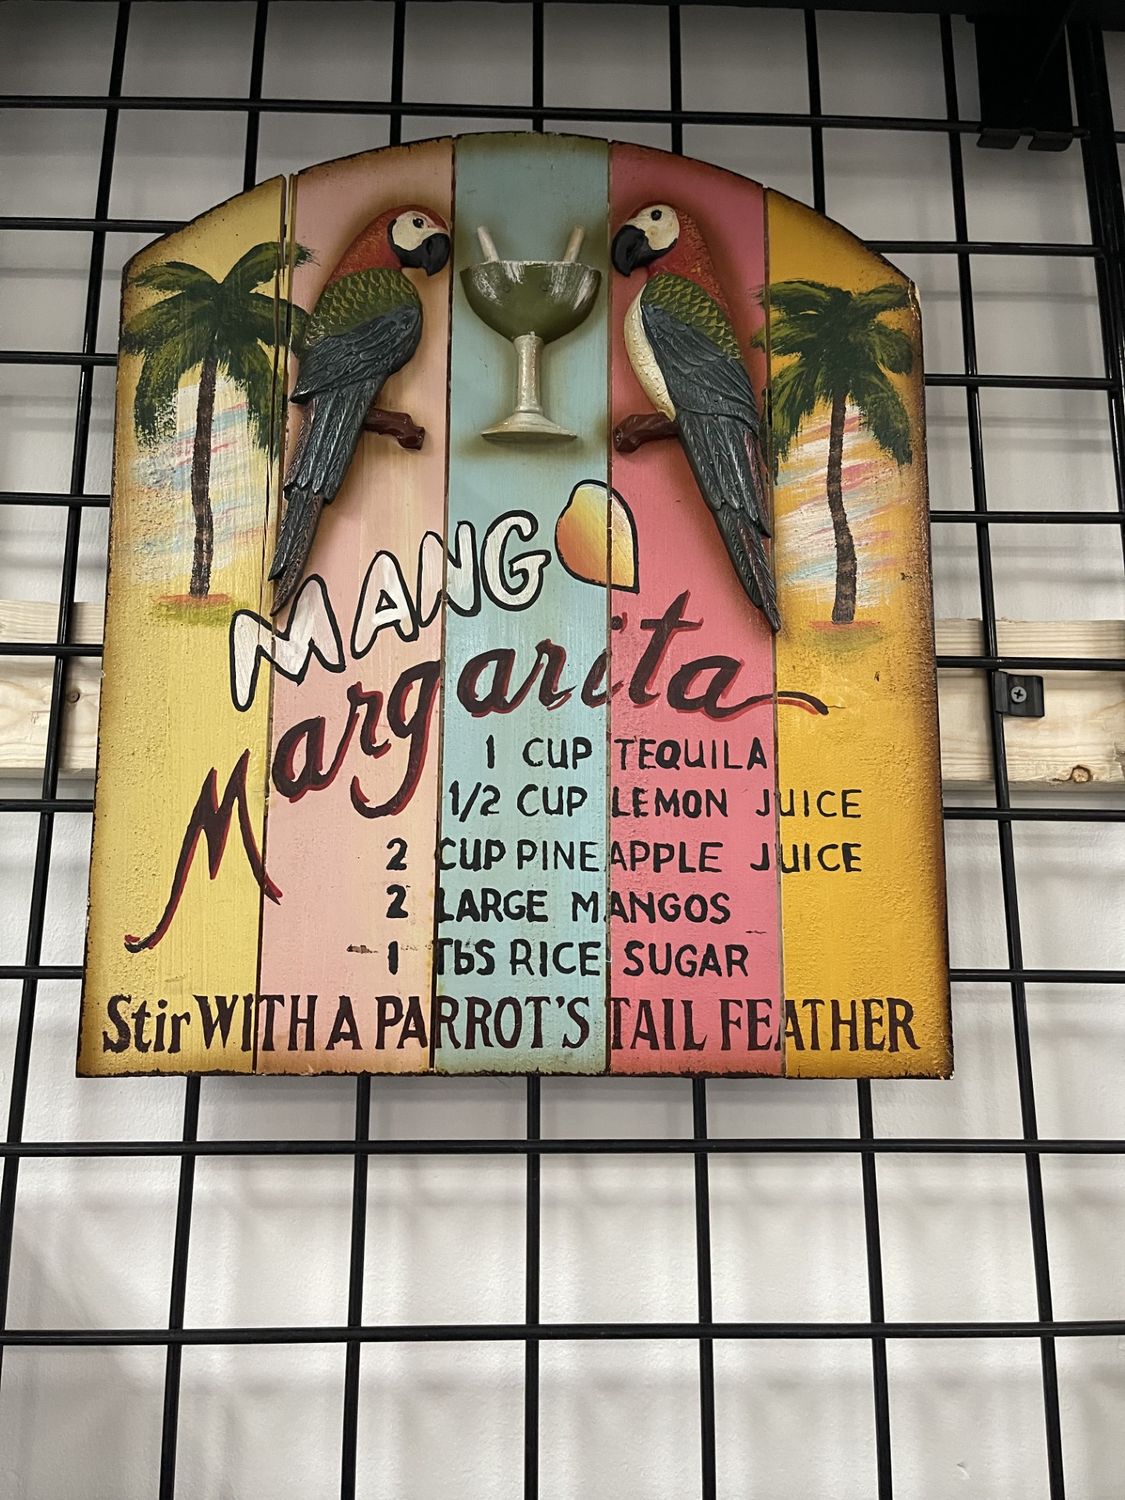 MANGO
Margarita
1 CUP TEQUILA
1/2 CUP LEMON JUICE
2 CUP PINEAPPLE JUICE
2 LARGE MANGOS
1 TbS RICE SUGAR
Stir WITH A PARROT'S TAIL FEATHER